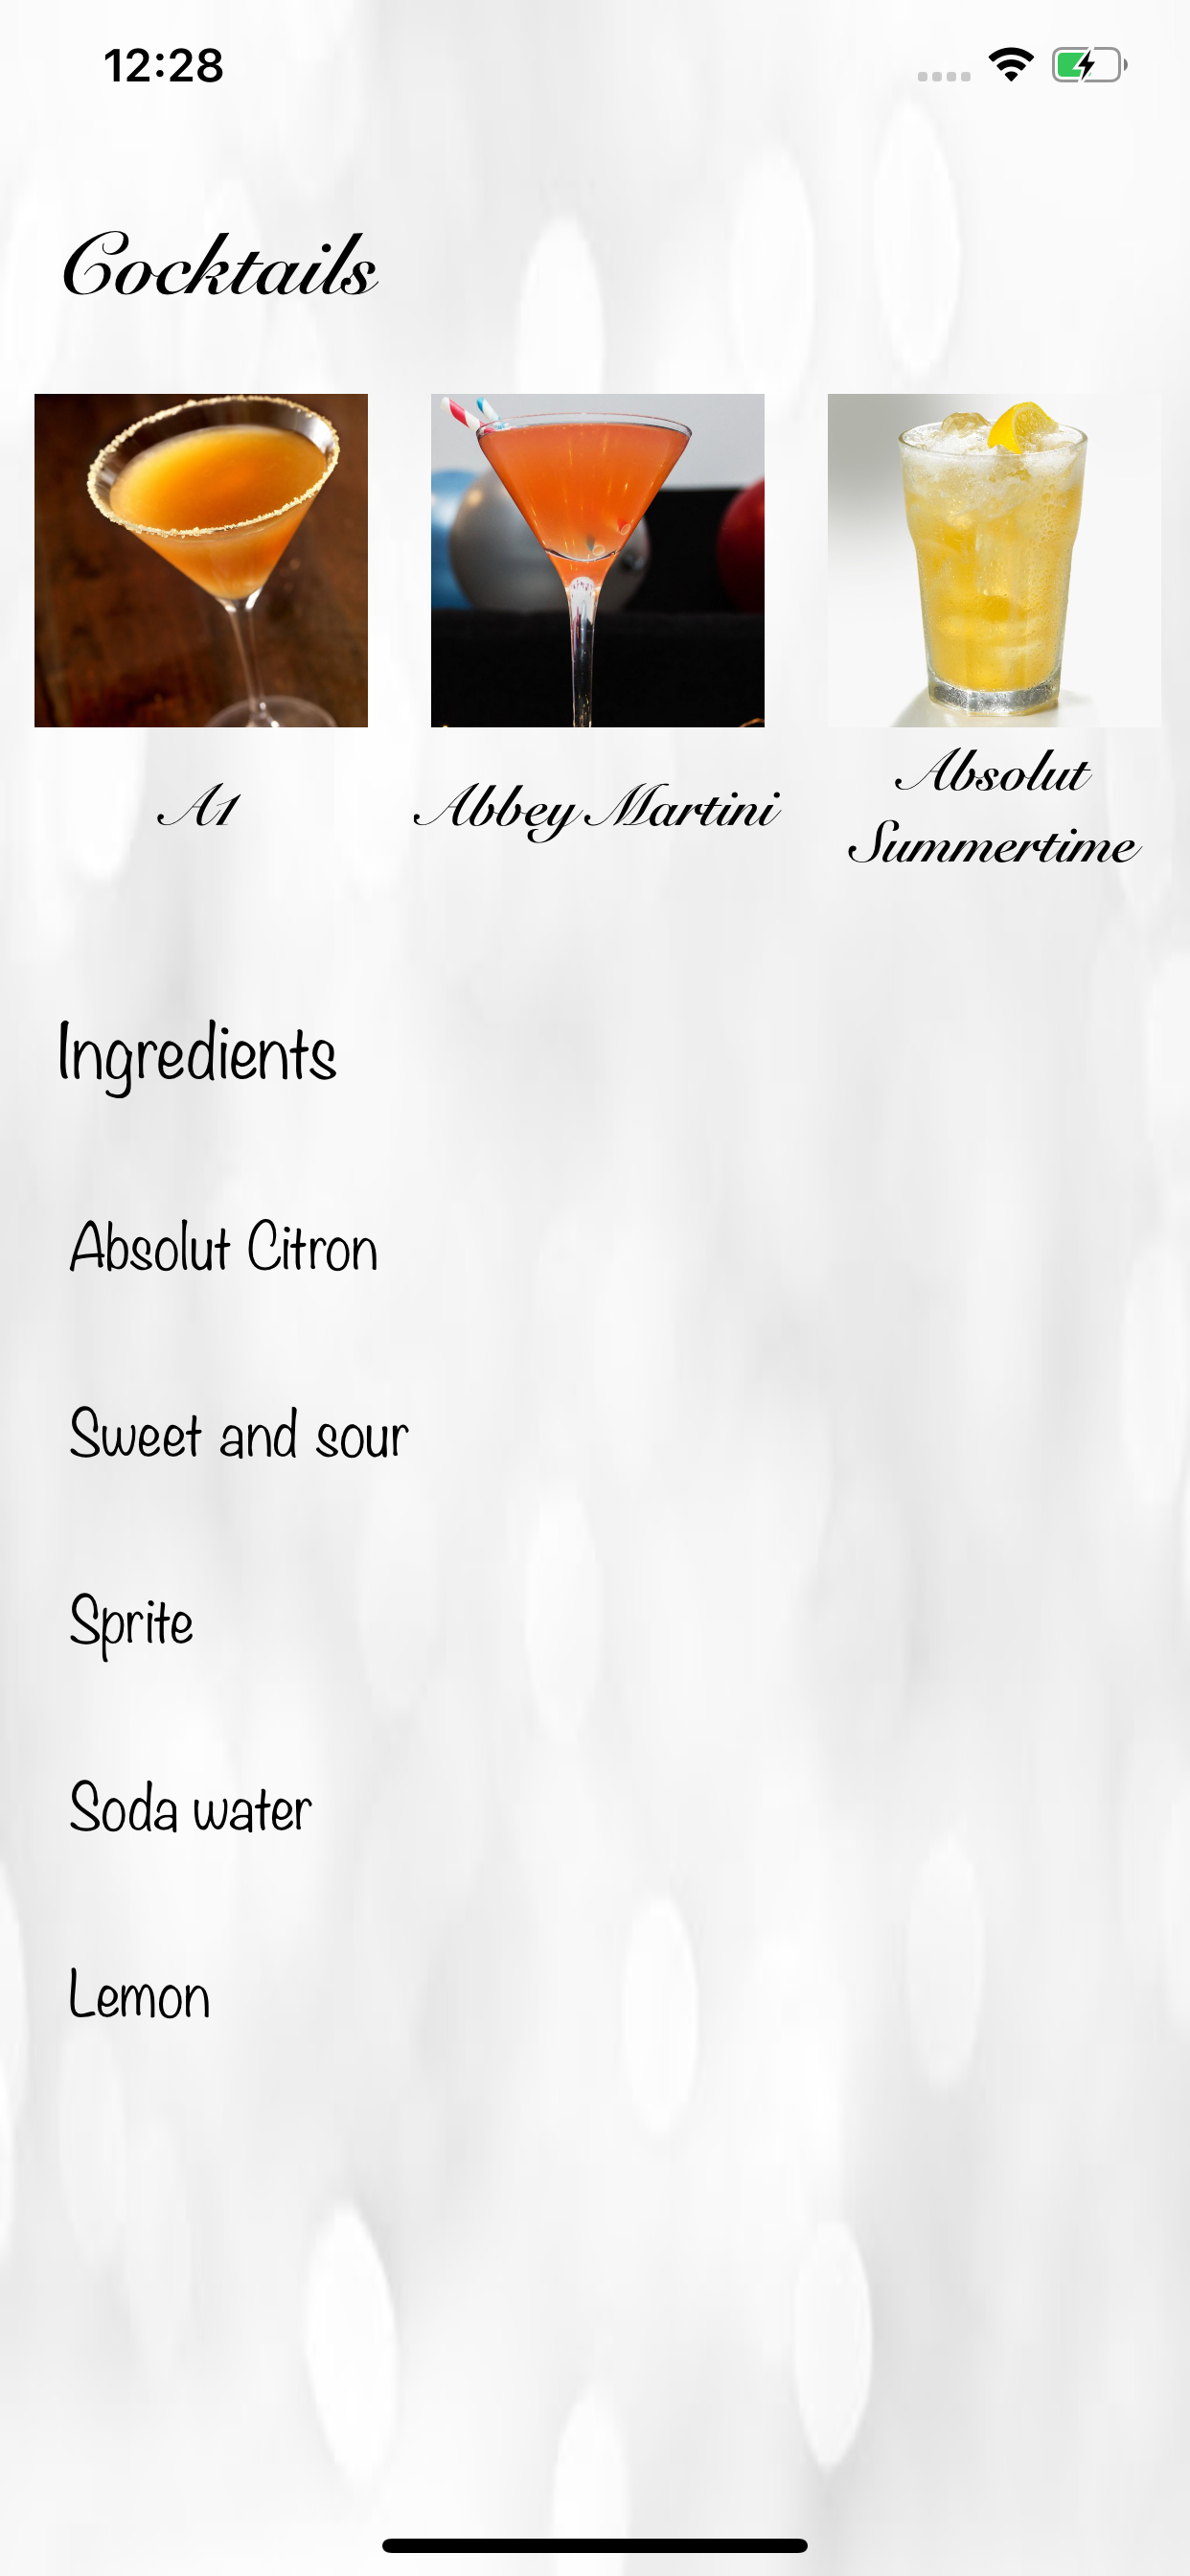 12:28
Cocktails
A1
Abbey Martini
Absolut
Summertime
Ingredients
Absolut Citron
Sweet and sour
Sprite
Soda water
Lemon